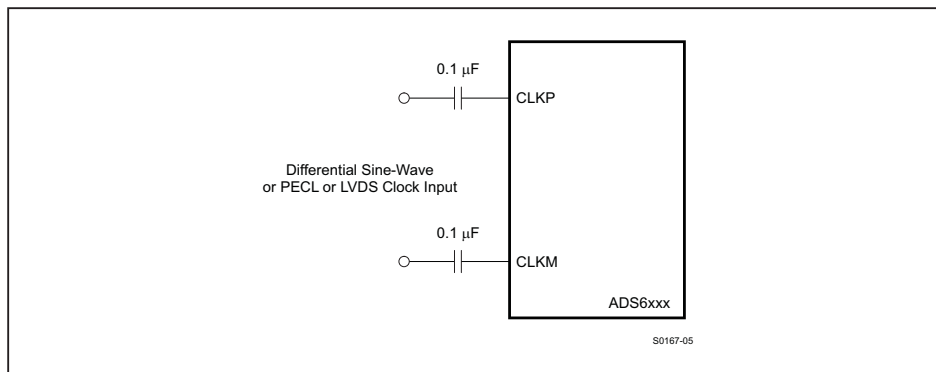 0.1 μF
CLKP
Differential Sine-Wave
or PECL or LVDS Clock Input
0.1 μF
CLKM
ADS6xxx
S0167-05